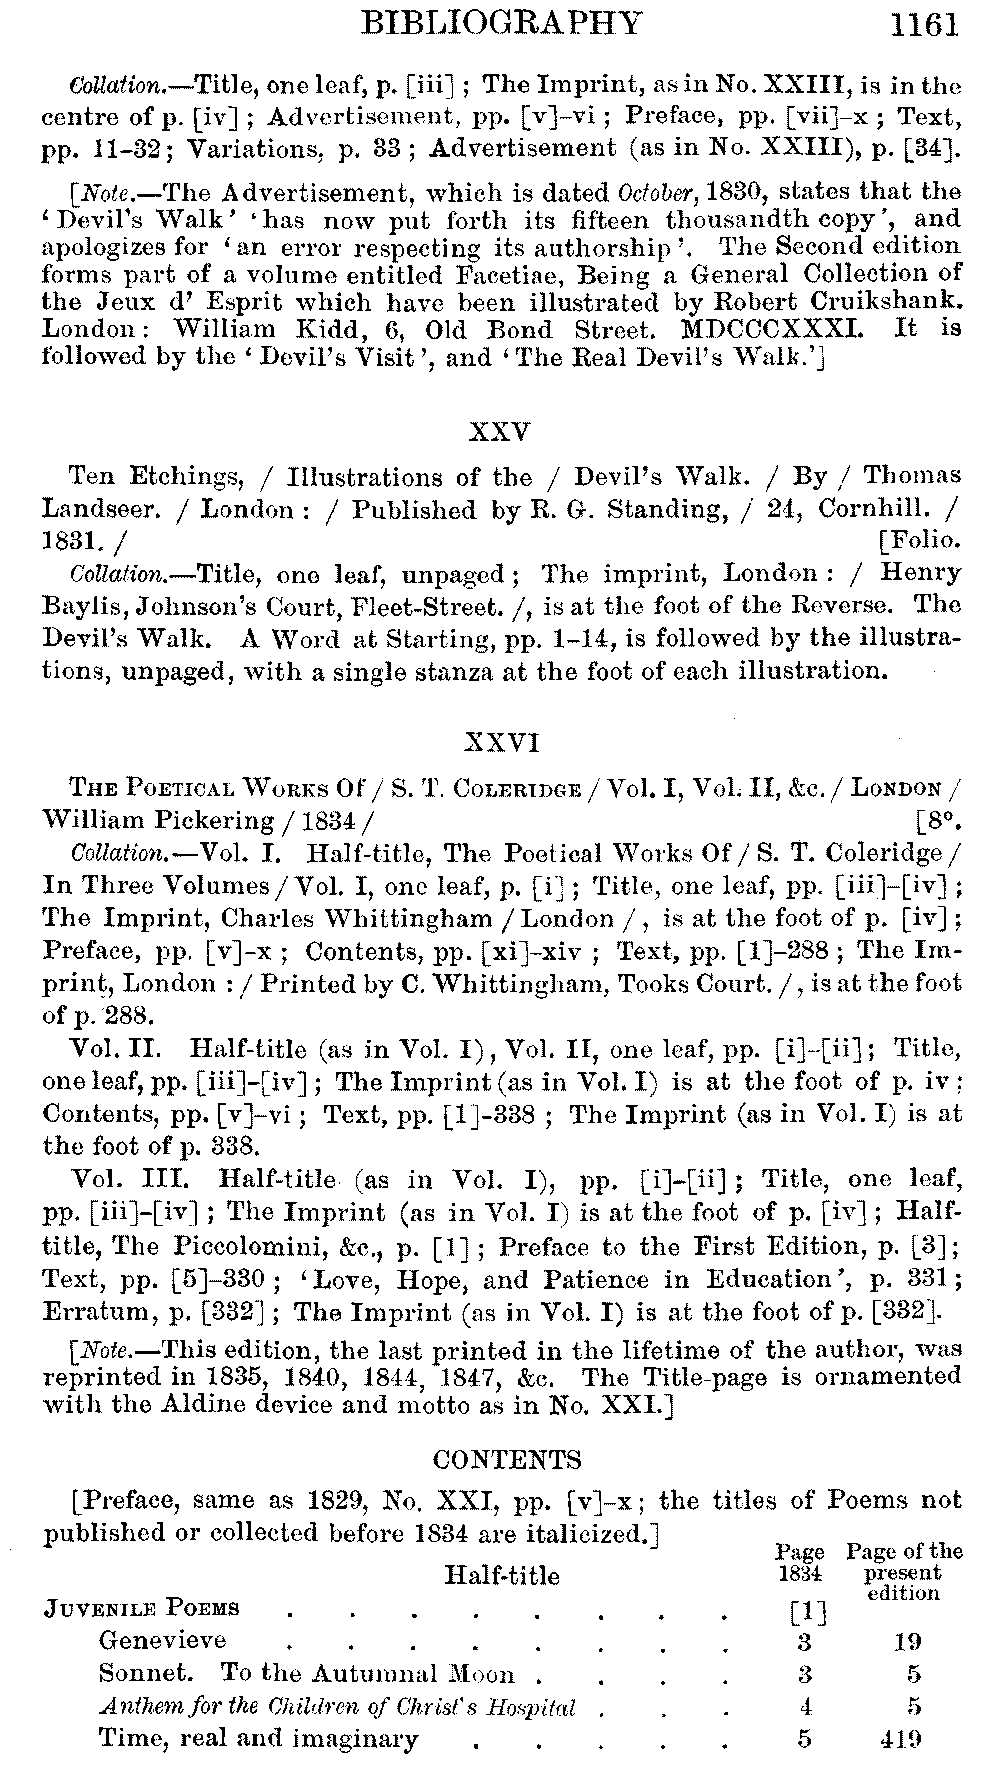 BIBLIOGRAPHY 1161
Collation.—Title, one leaf, p. [iii] ; The Imprint, as in No. XXIII, is in the
centre of p. [iv] ; Advertisement, pp. [v]–vi ; Preface, pp. [vii]–x ; Text,
pp. 11–32 ; Variations, p. 33 ; Advertisement (as in No. XXIII), p. [34].
[Note.—The Advertisement, which is dated October, 1830, states that the
‘ Devil’s Walk ’ ‘ has now put forth its fifteen thousandth copy ’, and
apologizes for ‘ an error respecting its authorship ’. The Second edition
forms part of a volume entitled Facetiae, Being a General Collection of
the Jeux d’ Esprit which have been illustrated by Robert Cruikshank.
London : William Kidd, 6, Old Bond Street. MDCCCXXXI. It is
followed by the ‘ Devil’s Visit ’, and ‘ The Real Devil’s Walk.’]
XXV
Ten Etchings, / Illustrations of the / Devil’s Walk. / By / Thomas
Landseer. / London : / Published by R. G. Standing, / 24, Cornhill. /
1831. / [Folio.
Collation.—Title, one leaf, unpaged ; The imprint, London : / Henry
Baylis, Johnson’s Court, Fleet-Street. /, is at the foot of the Reverse. The
Devil’s Walk. A Word at Starting, pp. 1–14, is followed by the illustra-
tions, unpaged, with a single stanza at the foot of each illustration.
XXVI
THE POETICAL WORKS Of / S. T. COLERIDGE / Vol. I, Vol. II, &c. / LONDON /
William Pickering / 1834 / [8°.
Collation.—Vol. I. Half-title, The Poetical Works Of / S. T. Coleridge /
In Three Volumes / Vol. I, one leaf, p. [i] ; Title, one leaf, pp. [iii]–[iv] ;
The Imprint, Charles Whittingham / London / , is at the foot of p. [iv] ;
Preface, pp. [v]–x ; Contents, pp. [xi]–xiv ; Text, pp. [1]–288 ; The Im-
print, London : / Printed by C. Whittingham, Tooks Court. / , is at the foot
of p. 288.
Vol. II. Half-title (as in Vol. I), Vol. II, one leaf, pp. [i]–[ii] ; Title,
one leaf, pp. [iii]–[iv] ; The Imprint (as in Vol. I) is at the foot of p. iv ;
Contents, pp. [v]–vi ; Text, pp. [1]–338 ; The Imprint (as in Vol. I) is at
the foot of p. 338.
Vol. III. Half-title (as in Vol. I), pp. [i]–[ii] ; Title, one leaf,
pp. [iii]–[iv] ; The Imprint (as in Vol. I) is at the foot of p. [iv] ; Half-
title, The Piccolomini, &c., p. [1] ; Preface to the First Edition, p. [3] ;
Text, pp. [5]–330 ; ‘ Love, Hope, and Patience in Education ’, p. 331 ;
Erratum, p. [332] ; The Imprint (as in Vol. I) is at the foot of p. [332].
[Note.—This edition, the last printed in the lifetime of the author, was
reprinted in 1835, 1840, 1844, 1847, &c. The Title-page is ornamented
with the Aldine device and motto as in No. XXI.]
CONTENTS
[Preface, same as 1829, No. XXI, pp. [v]–x ; the titles of Poems not
published or collected before 1834 are italicized.]
Page Page of the
Half-title 1834 present
edition
JUVENILE POEMS . . . . . . . . [1]
Genevieve . . . . . . . . 3 19
Sonnet. To the Autumnal Moon . . . . 3 5
Anthem for the Children of Christ’s Hospital . . . 4 5
Time, real and imaginary . . . . . 5 419